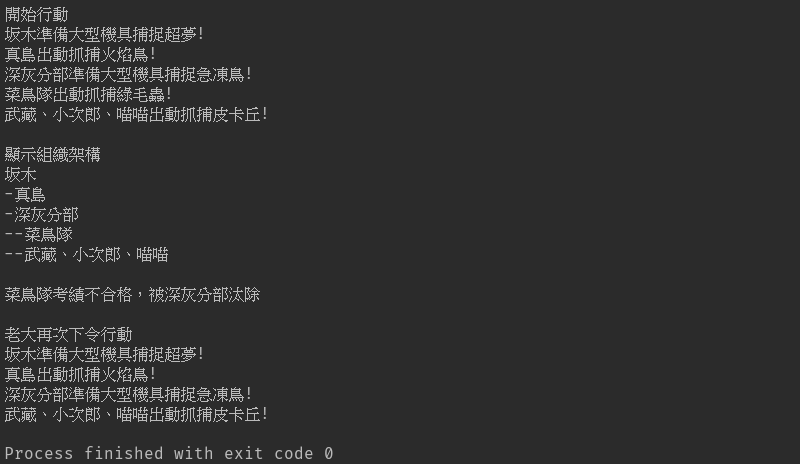 開始行動
坂木準備大型機具捕捉超夢!
真島出動抓捕火焰鳥!
深灰分部準備大型機具捕捉急凍鳥!
菜鳥隊出動抓捕綠毛蟲!
武藏、小次郎、喵喵出動抓捕皮卡丘!
顯示組織架構
坂木
-真島
-深灰分部
--菜鳥隊
--武藏、小次郎、喵喵
菜鳥隊考績不合格，被深灰分部汰除
老大再次下令行動
坂木準備大型機具捕捉超夢!
真島出動抓捕火焰鳥!
深灰分部準備大型機具捕捉急凍鳥!
武藏、小次郎、喵喵出動抓捕皮卡丘!
Process finished with exit code 0